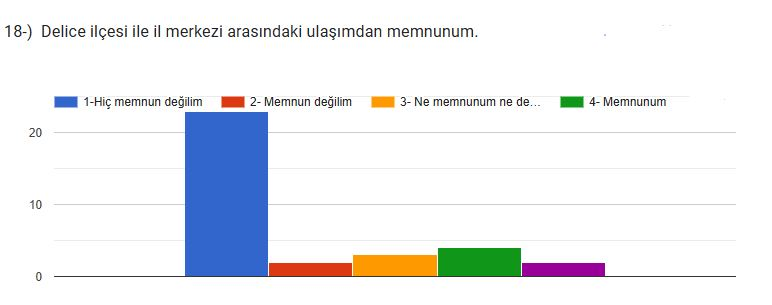 18-) Delice ilçesi ile il merkezi arasındaki ulaşımdan memnunum.
1-Hiç memnun değilim 2- Memnun değilim 3- Ne memnunum ne de... 4- Memnunum
20
10
0